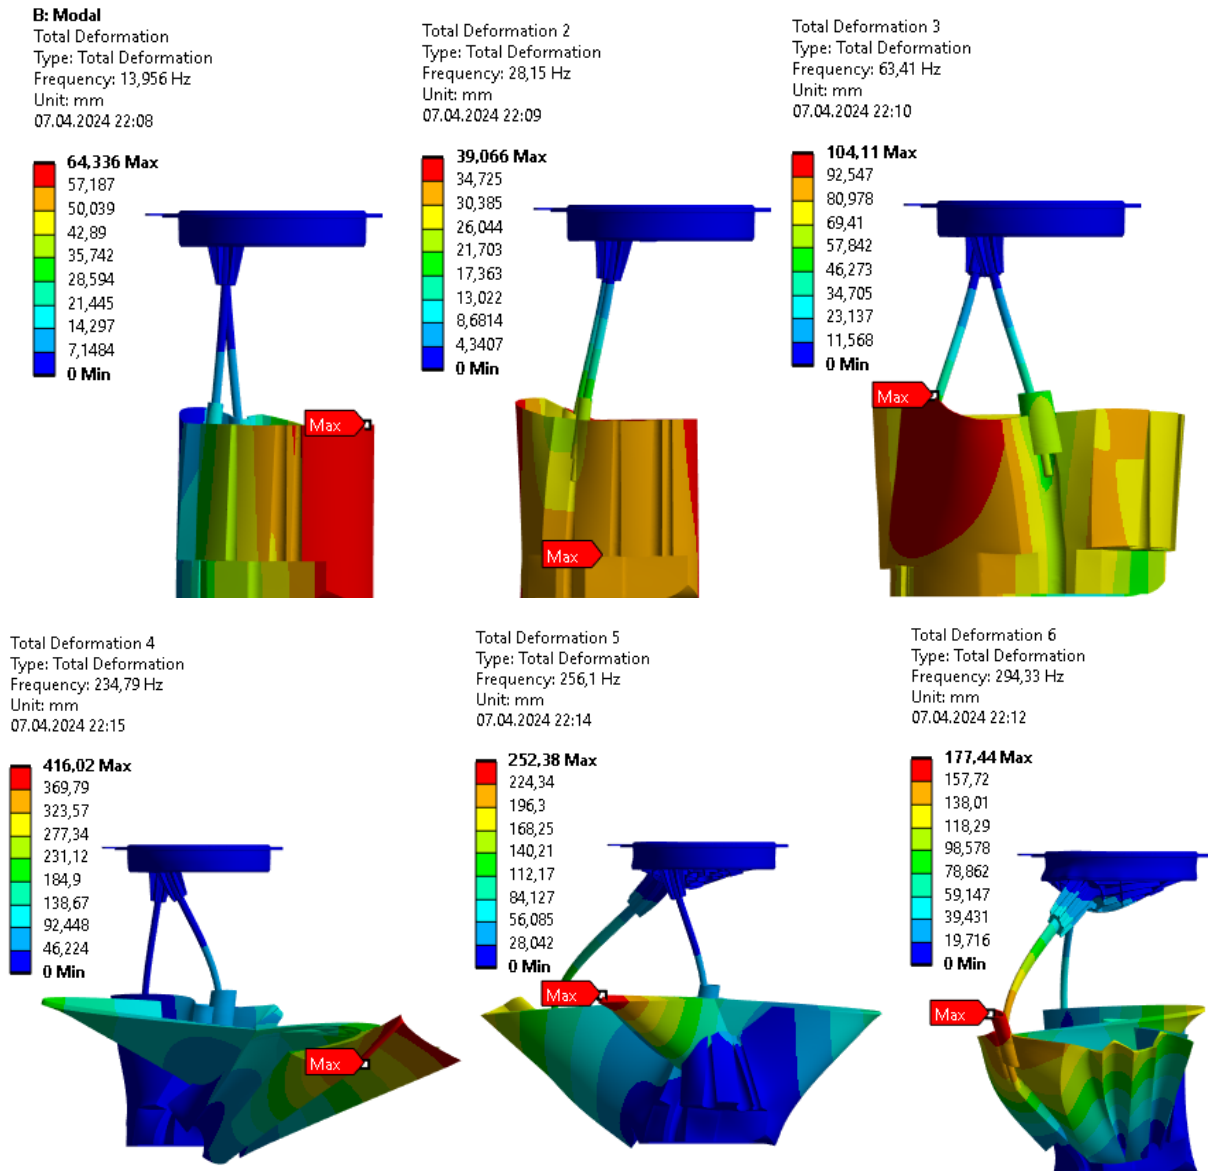 B: Modal
Total Deformation
Type: Total Deformation
Frequency: 13,956 Hz
Unit: mm
07.04.2024 22:08
64,336 Max
57,187
50,039
42,89
35,742
28,594
21,445
14,297
7,1484
0 Min
Max
Total Deformation 2
Type: Total Deformation
Frequency: 28,15 Hz
Unit: mm
07.04.2024 22:09
39,066 Max
34,725
30,385
26,044
21,703
17,363
13,022
8,6814
4,3407
0 Min
Max
Total Deformation 3
Type: Total Deformation
Frequency: 63,41 Hz
Unit: mm
07.04.2024 22:10
104,11 Max
92,547
80,978
69,41
57,842
46,273
34,705
23,137
11,568
0 Min
Max
Total Deformation 4
Type: Total Deformation
Frequency: 234,79 Hz
Unit: mm
07.04.2024 22:15
416,02 Max
369,79
323,57
277,34
231,12
184,9
138,67
92,448
46,224
0 Min
Max
Total Deformation 5
Type: Total Deformation
Frequency: 256,1 Hz
Unit: mm
07.04.2024 22:14
252,38 Max
224,34
196,3
168,25
140,21
112,17
84,127
56,085
28,042
0 Min
Max
Total Deformation 6
Type: Total Deformation
Frequency: 294,33 Hz
Unit: mm
07.04.2024 22:12
177,44 Max
157,72
138,01
118,29
98,578
78,862
59,147
39,431
19,716
0 Min
Max